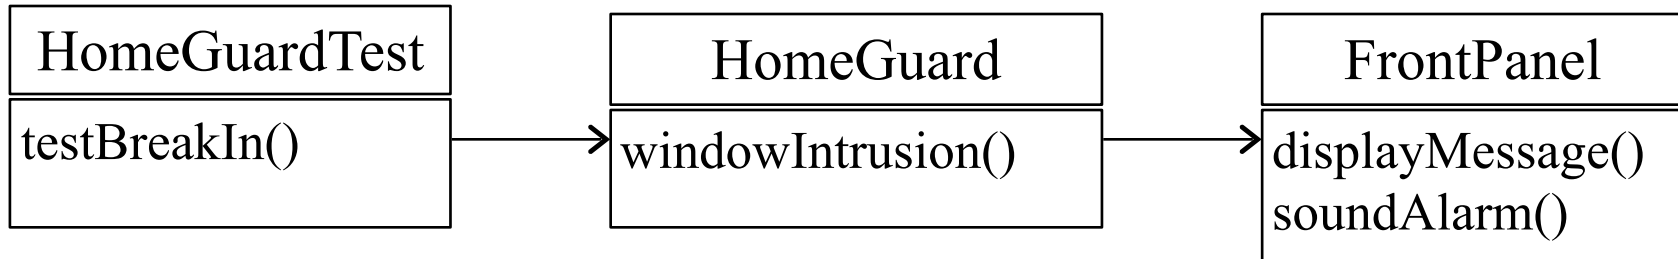 HomeGuardTest
testBreakIn()
HomeGuard
windowIntrusion()
FrontPanel
displayMessage()
soundAlarm()